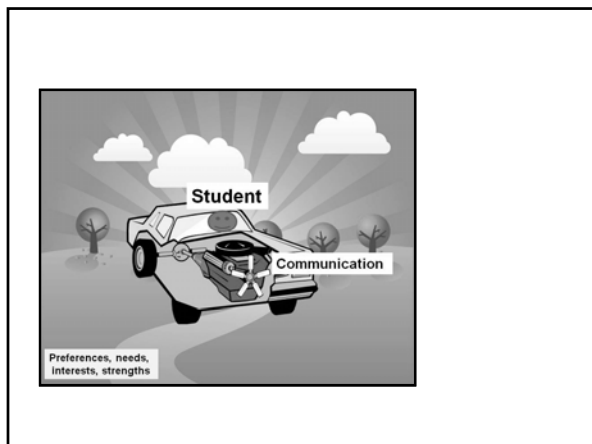 Student
Communication
Preferences, needs,
interests, strengths